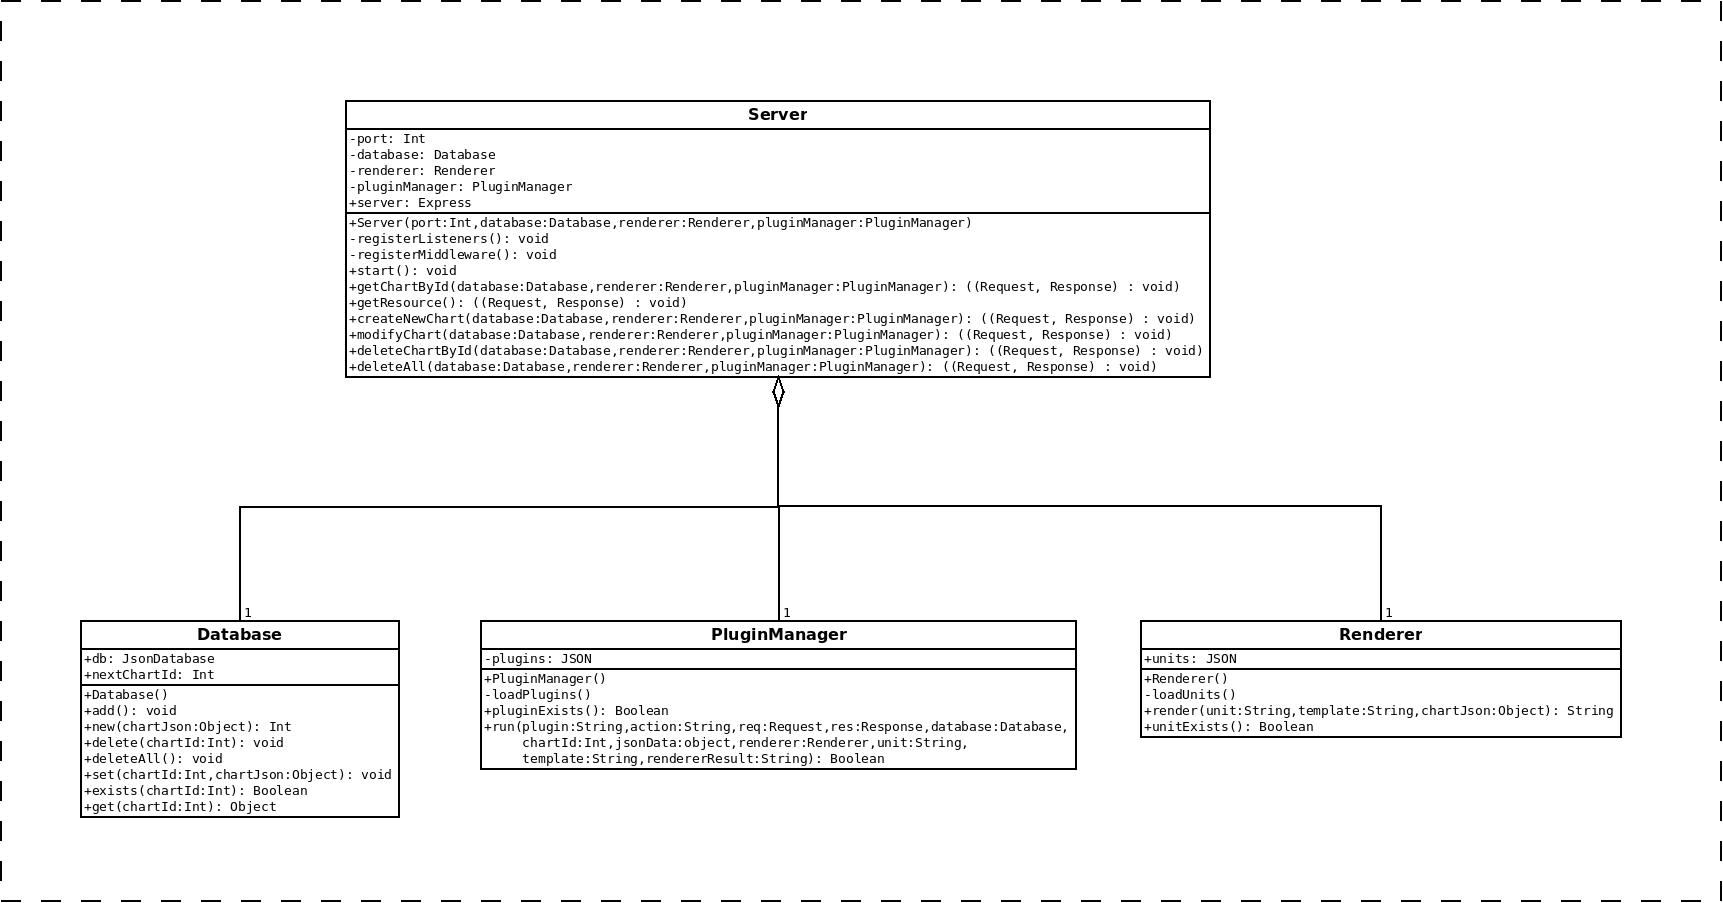 Server
-port: Int
-database: Database
-renderer: Renderer
-pluginManager: PluginManager
+server: Express
+Server(port:Int,database:Database,renderer:Renderer,pluginManager:PluginManager)
-registerListeners(): void
-registerMiddleware(): void
+start(): void
+getChartById(database:Database,renderer:Renderer,pluginManager:PluginManager): ((Request, Response) : void)
+getResource(): ((Request, Response) : void)
+createNewChart(database:Database,renderer:Renderer,pluginManager:PluginManager): ((Request, Response) : void)
+modifyChart(database:Database,renderer:Renderer,pluginManager:PluginManager): ((Request, Response) : void)
+deleteChartById(database:Database,renderer:Renderer,pluginManager:PluginManager): ((Request, Response) : void)
+deleteAll(database:Database,renderer:Renderer,pluginManager:PluginManager): ((Request, Response) : void)
1
Database
+db: JsonDatabase
+nextChartId: Int
+Database()
+add(): void
+new(chartJson:Object): Int
+delete(chartId:Int): void
+deleteAll(): void
+set(chartId:Int,chartJson:Object): void
+exists(chartId:Int): Boolean
+get(chartId:Int): Object
1
PluginManager
-plugins: JSON
+PluginManager()
-loadPlugins()
+pluginExists(): Boolean
+run(plugin:String,action:String,req:Request,res:Response,database:Database,
chartId:Int,jsonData:object,renderer:Renderer,unit:String,
template:String,rendererResult:String): Boolean
1
Renderer
+units: JSON
+Renderer()
-loadUnits()
+render(unit:String,template:String,chartJson:Object): String
+unitExists(): Boolean